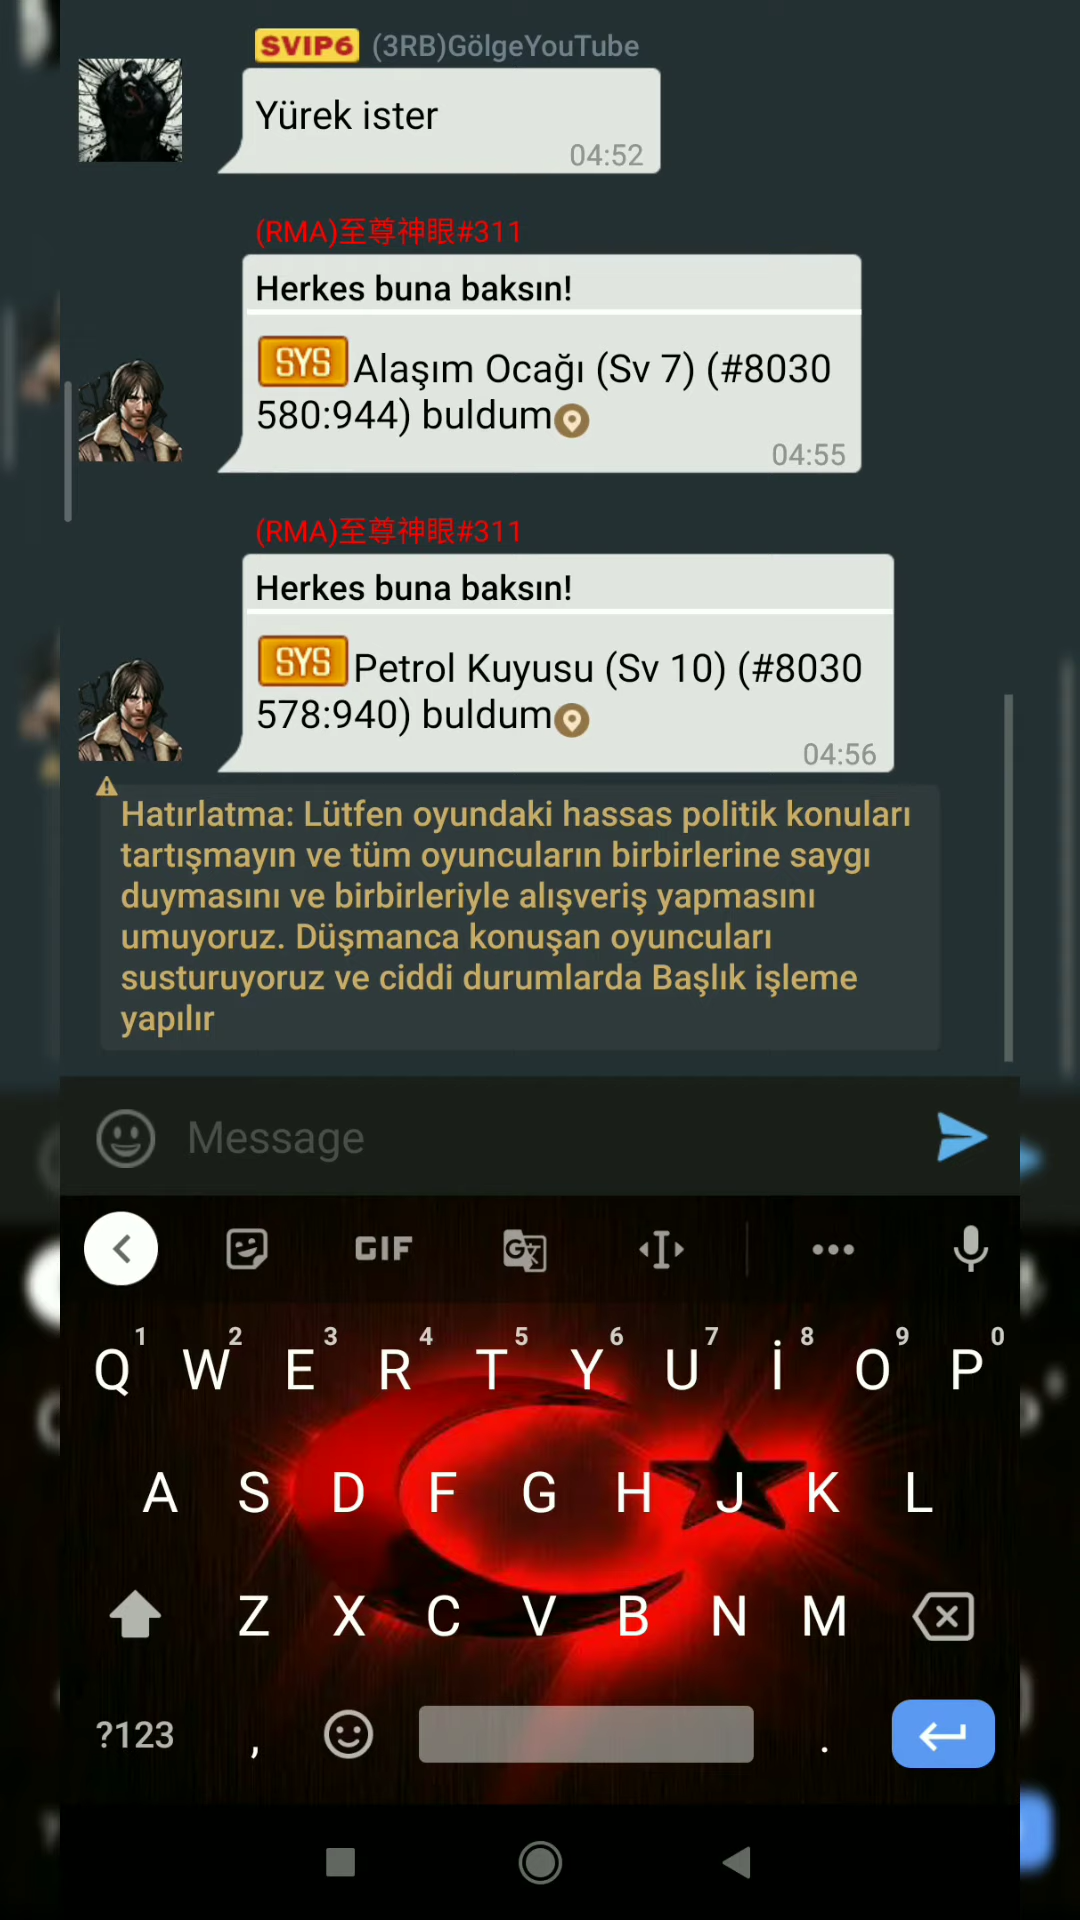 SVIP6 (3RB)GölgeYouTube
Yürek ister
04:52
(RMA)至尊神眼#311
Herkes buna baksın!
SYS Alaşım Ocağı (Sv 7) (#8030
580:944) buldum
04:55
(RMA)至尊神眼#311
Herkes buna baksın!
SYS Petrol Kuyusu (Sv 10) (#8030
578:940) buldum
04:56
Hatırlatma: Lütfen oyundaki hassas politik konuları
tartışmayın ve tüm oyuncuların birbirlerine saygı
duymasını ve birbirleriyle alışveriş yapmasını
umuyoruz. Düşmanca konuşan oyuncuları
susturuyoruz ve ciddi durumlarda Başlık işleme
yapılır
Message
GIF
1 2 3 4 5 6 7 8 9 0
Q W E R T Y U İ O P
A S D F G H J K L
Z X C V B N M
?123 , .